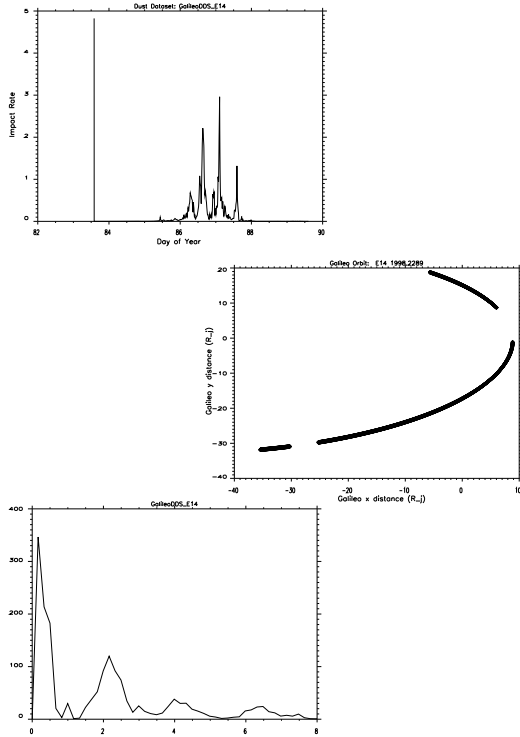 Dust Dataset: GalileoDDS_E14
5
4
3
2
1
0
Impact Rate
82 84 86 88 90
Day of Year
Galileo Orbit: E14 1998.2289
20
10
0
-10
-20
-30
-40
Galileo y distance (R_j)
-40 -30 -20 -10 0 10
Galileo x distance (R_j)
GalileoDDS_E14
400
300
200
100
0
0 2 4 6 8